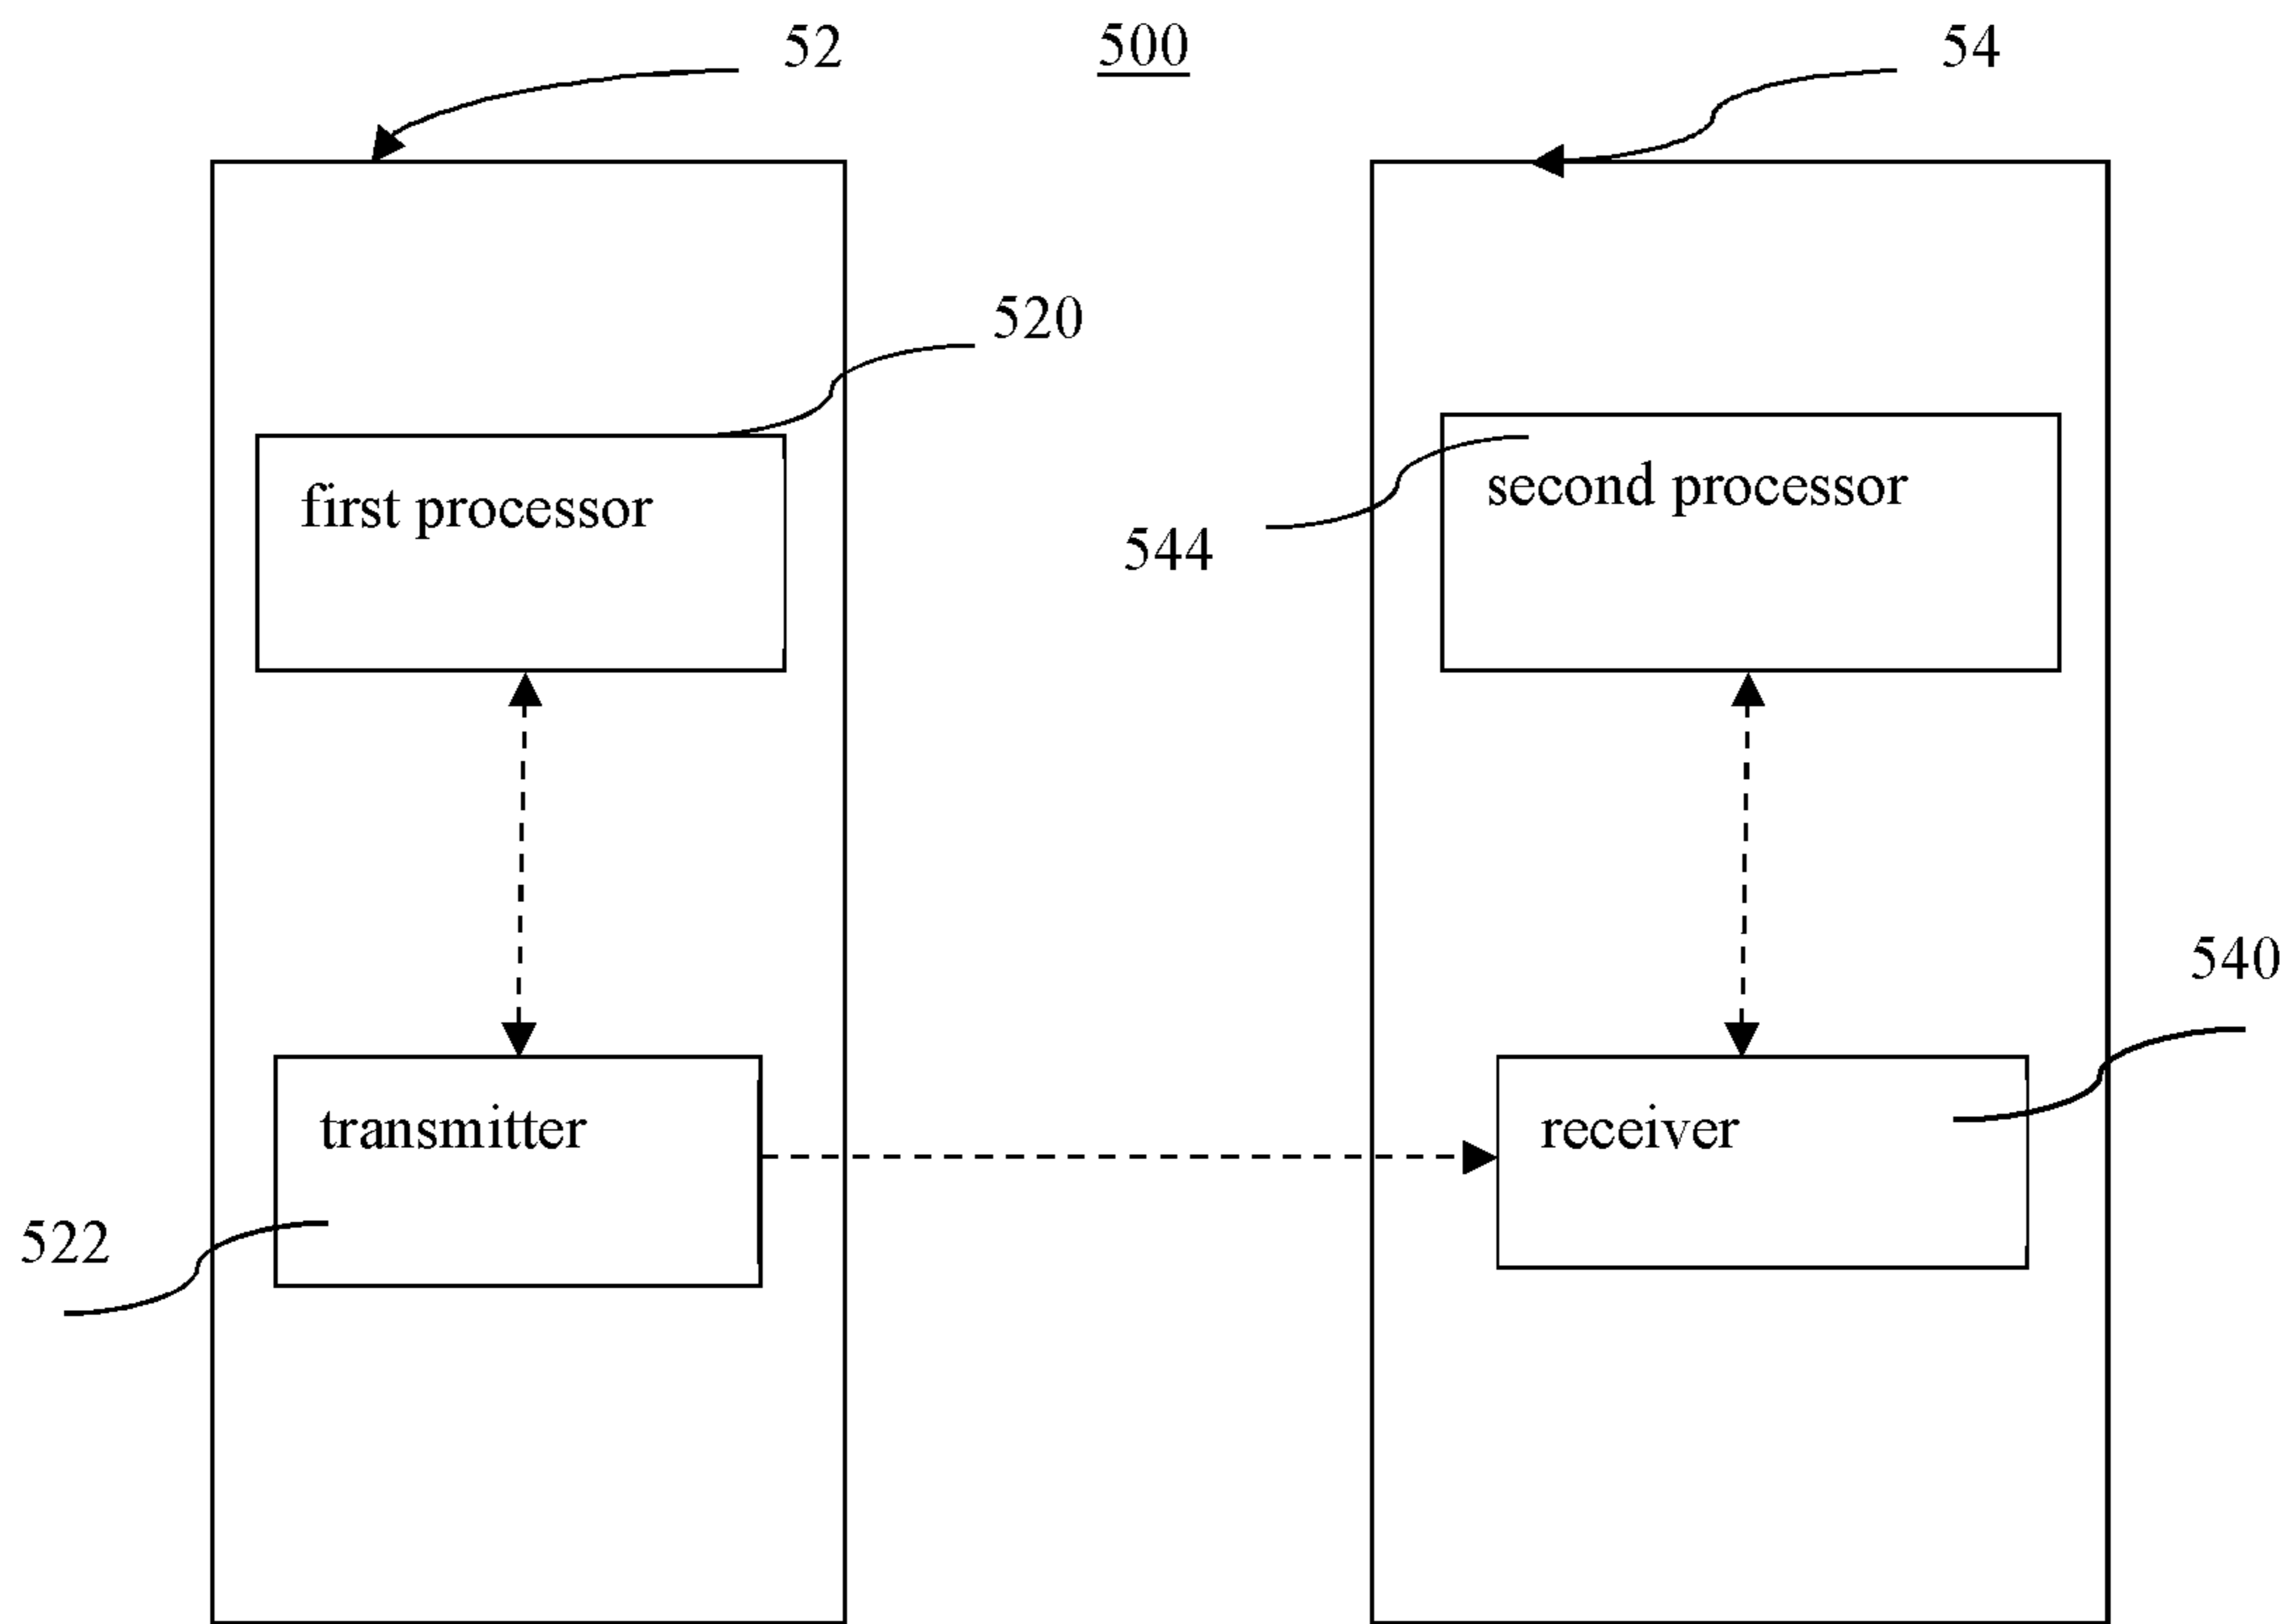 52
500
54
520
first processor
second processor
544
540
transmitter
receiver
522